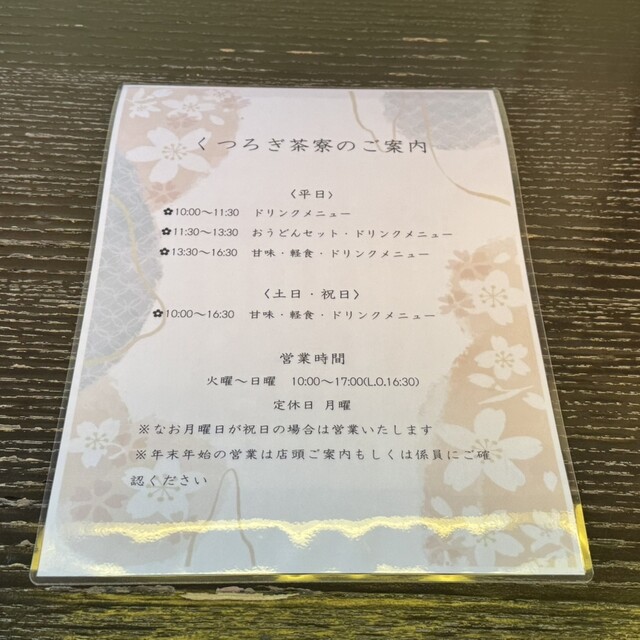 くつろぎ茶寮のご案内
〈平日〉
✿10:00～11:30 ドリンクメニュー
✿11:30～13:30 おうどんセット・ドリンクメニュー
✿13:30～16:30 甘味・軽食・ドリンクメニュー
〈土日・祝日〉
✿10:00～16:30 甘味・軽食・ドリンクメニュー
営業時間
火曜～日曜 10:00～17:00(L.O.16:30)
定休日 月曜
※なお月曜日が祝日の場合は営業いたします
※年末年始の営業は店頭ご案内もしくは係員にご確
認ください